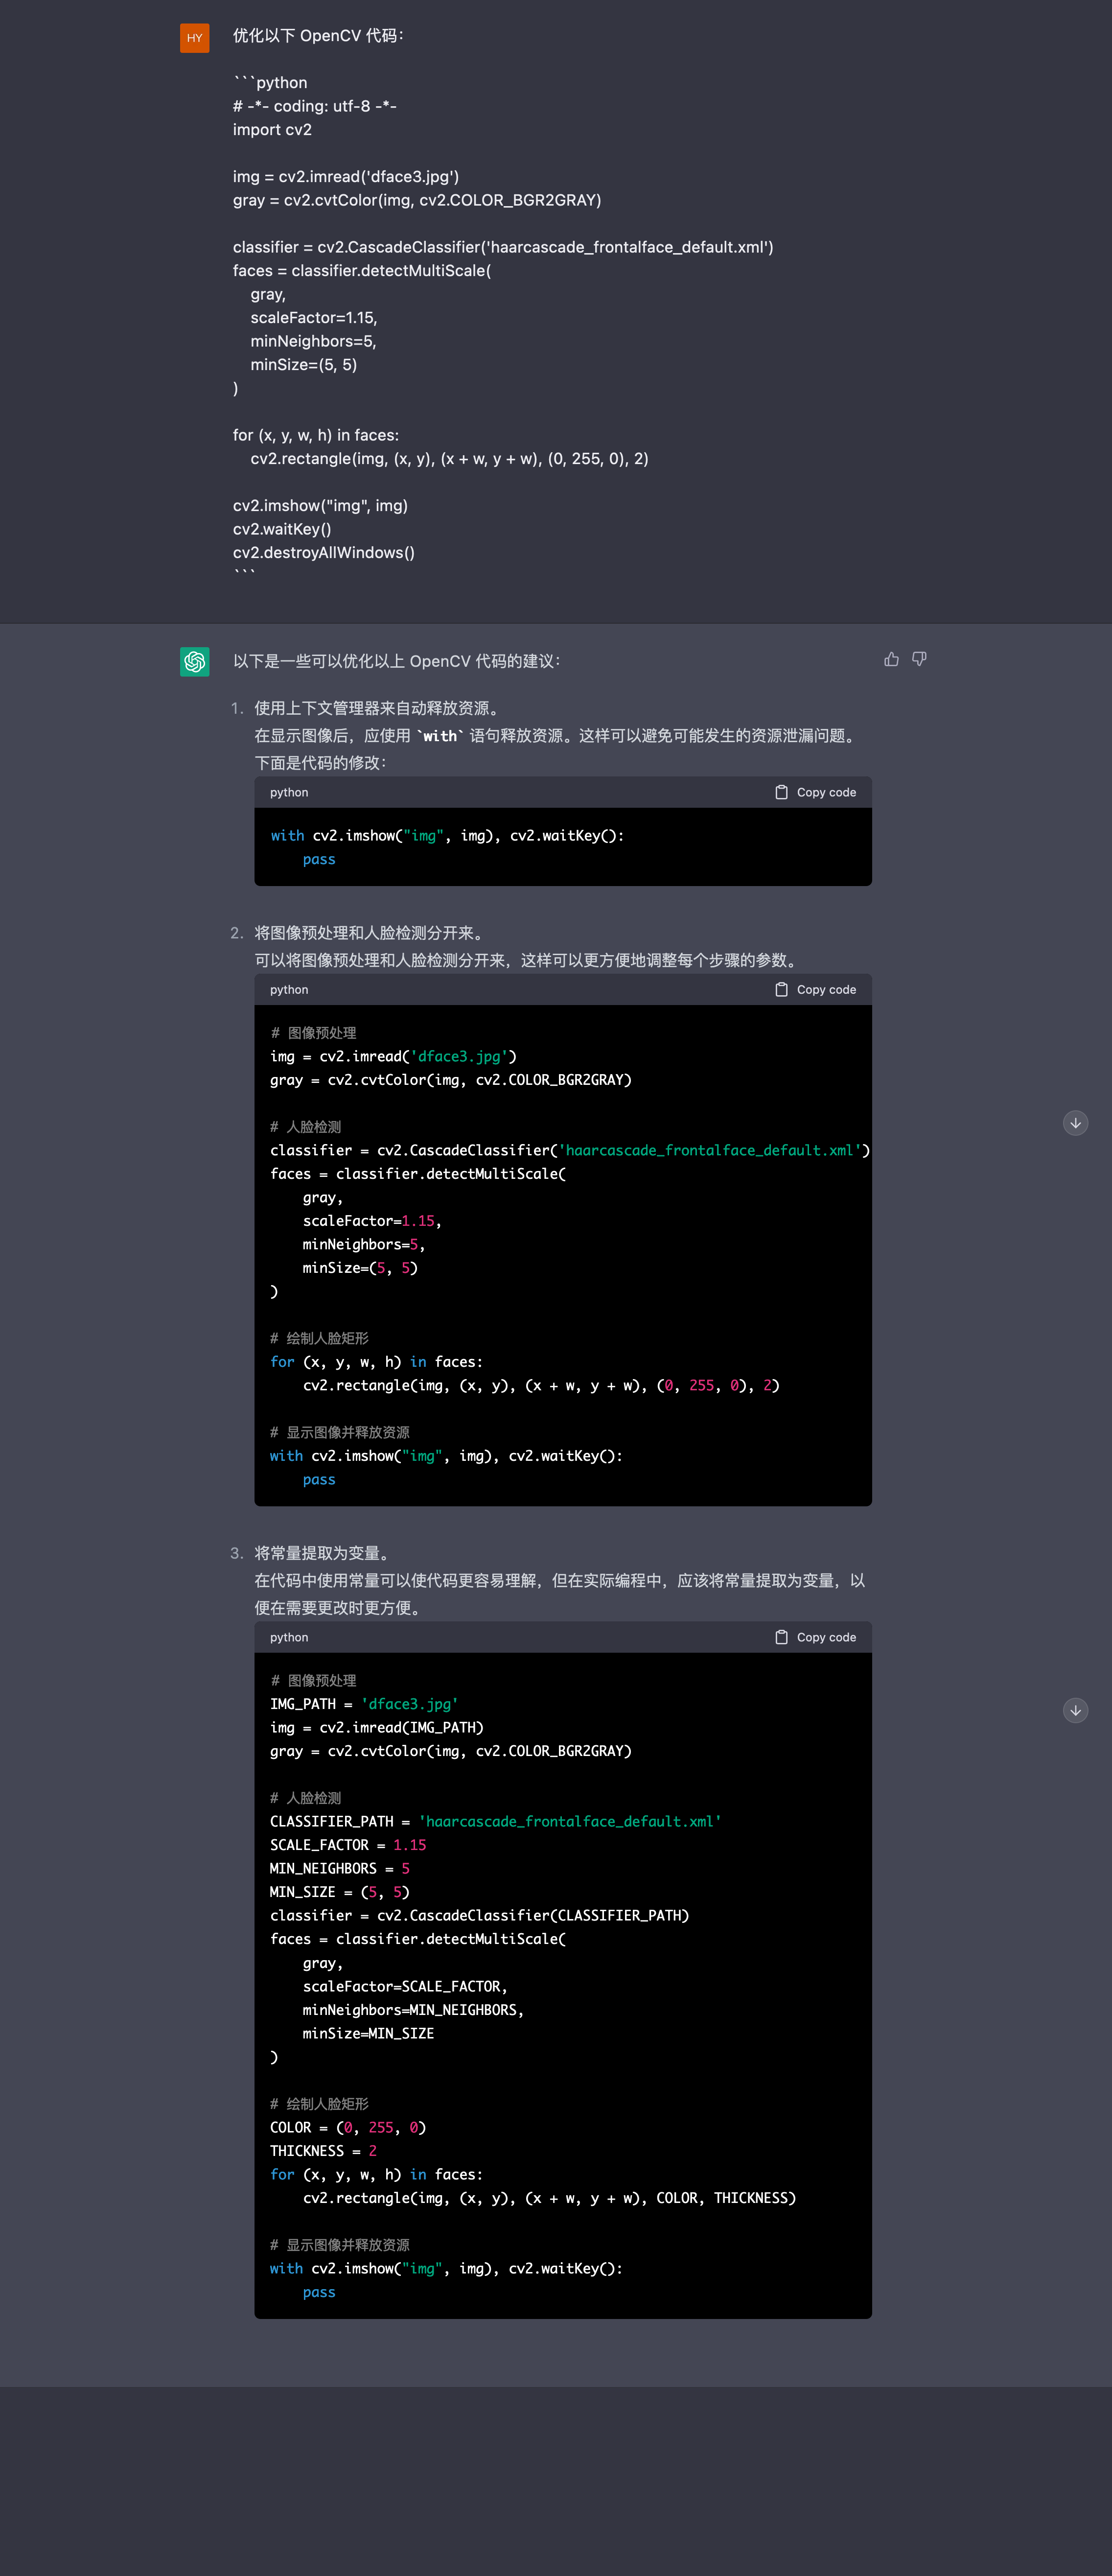 HY
优化以下 OpenCV 代码：
```python
# -*- coding: utf-8 -*-
import cv2
img = cv2.imread('dface3.jpg')
gray = cv2.cvtColor(img, cv2.COLOR_BGR2GRAY)
classifier = cv2.CascadeClassifier('haarcascade_frontalface_default.xml')
faces = classifier.detectMultiScale(
    gray,
    scaleFactor=1.15,
    minNeighbors=5,
    minSize=(5, 5)
)
for (x, y, w, h) in faces:
    cv2.rectangle(img, (x, y), (x + w, y + w), (0, 255, 0), 2)
cv2.imshow("img", img)
cv2.waitKey()
cv2.destroyAllWindows()
```
以下是一些可以优化以上 OpenCV 代码的建议：
1. 使用上下文管理器来自动释放资源。
在显示图像后，应使用 `with` 语句释放资源。这样可以避免可能发生的资源泄漏问题。
下面是代码的修改：
python Copy code
with cv2.imshow("img", img), cv2.waitKey():
    pass
2. 将图像预处理和人脸检测分开来。
可以将图像预处理和人脸检测分开来，这样可以更方便地调整每个步骤的参数。
python Copy code
# 图像预处理
img = cv2.imread('dface3.jpg')
gray = cv2.cvtColor(img, cv2.COLOR_BGR2GRAY)
# 人脸检测
classifier = cv2.CascadeClassifier('haarcascade_frontalface_default.xml')
faces = classifier.detectMultiScale(
    gray,
    scaleFactor=1.15,
    minNeighbors=5,
    minSize=(5, 5)
)
# 绘制人脸矩形
for (x, y, w, h) in faces:
    cv2.rectangle(img, (x, y), (x + w, y + w), (0, 255, 0), 2)
# 显示图像并释放资源
with cv2.imshow("img", img), cv2.waitKey():
    pass
3. 将常量提取为变量。
在代码中使用常量可以使代码更容易理解，但在实际编程中，应该将常量提取为变量，以
便在需要更改时更方便。
python Copy code
# 图像预处理
IMG_PATH = 'dface3.jpg'
img = cv2.imread(IMG_PATH)
gray = cv2.cvtColor(img, cv2.COLOR_BGR2GRAY)
# 人脸检测
CLASSIFIER_PATH = 'haarcascade_frontalface_default.xml'
SCALE_FACTOR = 1.15
MIN_NEIGHBORS = 5
MIN_SIZE = (5, 5)
classifier = cv2.CascadeClassifier(CLASSIFIER_PATH)
faces = classifier.detectMultiScale(
    gray,
    scaleFactor=SCALE_FACTOR,
    minNeighbors=MIN_NEIGHBORS,
    minSize=MIN_SIZE
)
# 绘制人脸矩形
COLOR = (0, 255, 0)
THICKNESS = 2
for (x, y, w, h) in faces:
    cv2.rectangle(img, (x, y), (x + w, y + w), COLOR, THICKNESS)
# 显示图像并释放资源
with cv2.imshow("img", img), cv2.waitKey():
    pass